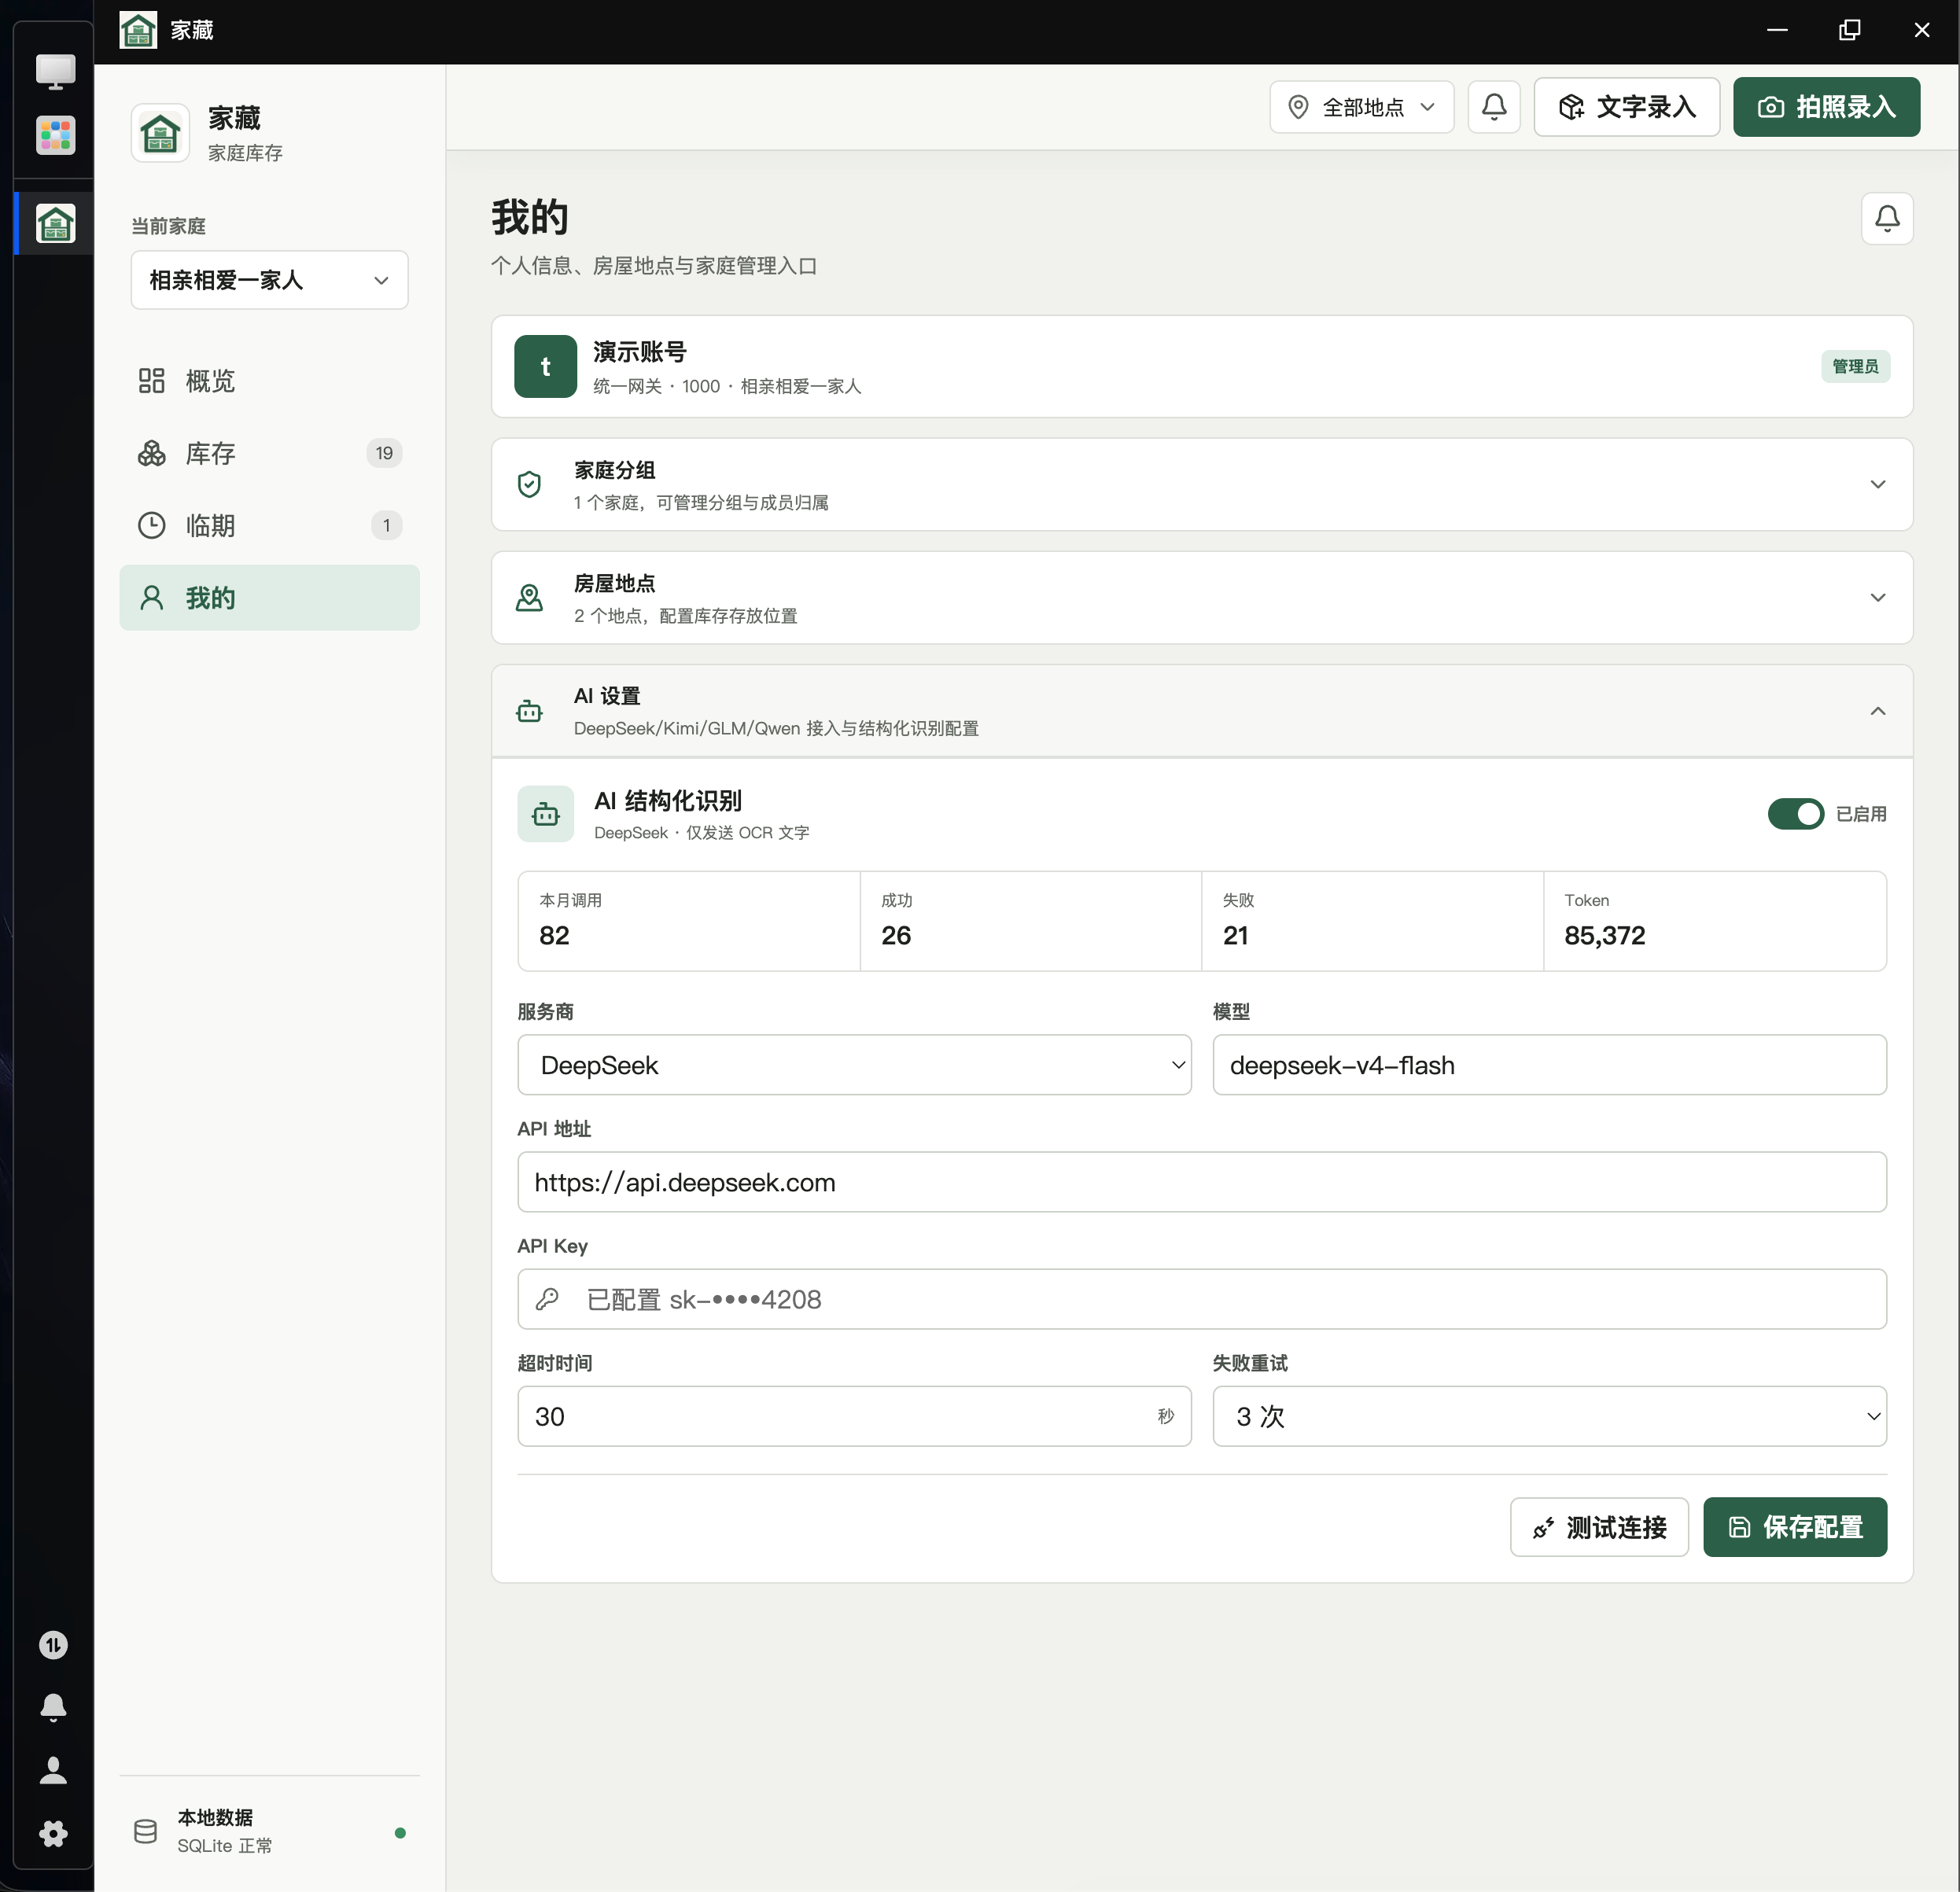 家藏
家藏
家庭库存
当前家庭
相亲相爱一家人
概览
库存 19
临期 1
我的
本地数据
SQLite 正常
全部地点
文字录入
拍照录入
我的
个人信息、房屋地点与家庭管理入口
t
演示账号
统一网关 · 1000 · 相亲相爱一家人
管理员
家庭分组
1 个家庭，可管理分组与成员归属
房屋地点
2 个地点，配置库存存放位置
AI 设置
DeepSeek/Kimi/GLM/Qwen 接入与结构化识别配置
AI 结构化识别
DeepSeek · 仅发送 OCR 文字
已启用
本月调用
82
成功
26
失败
21
Token
85,372
服务商
DeepSeek
模型
deepseek-v4-flash
API 地址
https://api.deepseek.com
API Key
已配置 sk-••••4208
超时时间
30 秒
失败重试
3 次
测试连接
保存配置